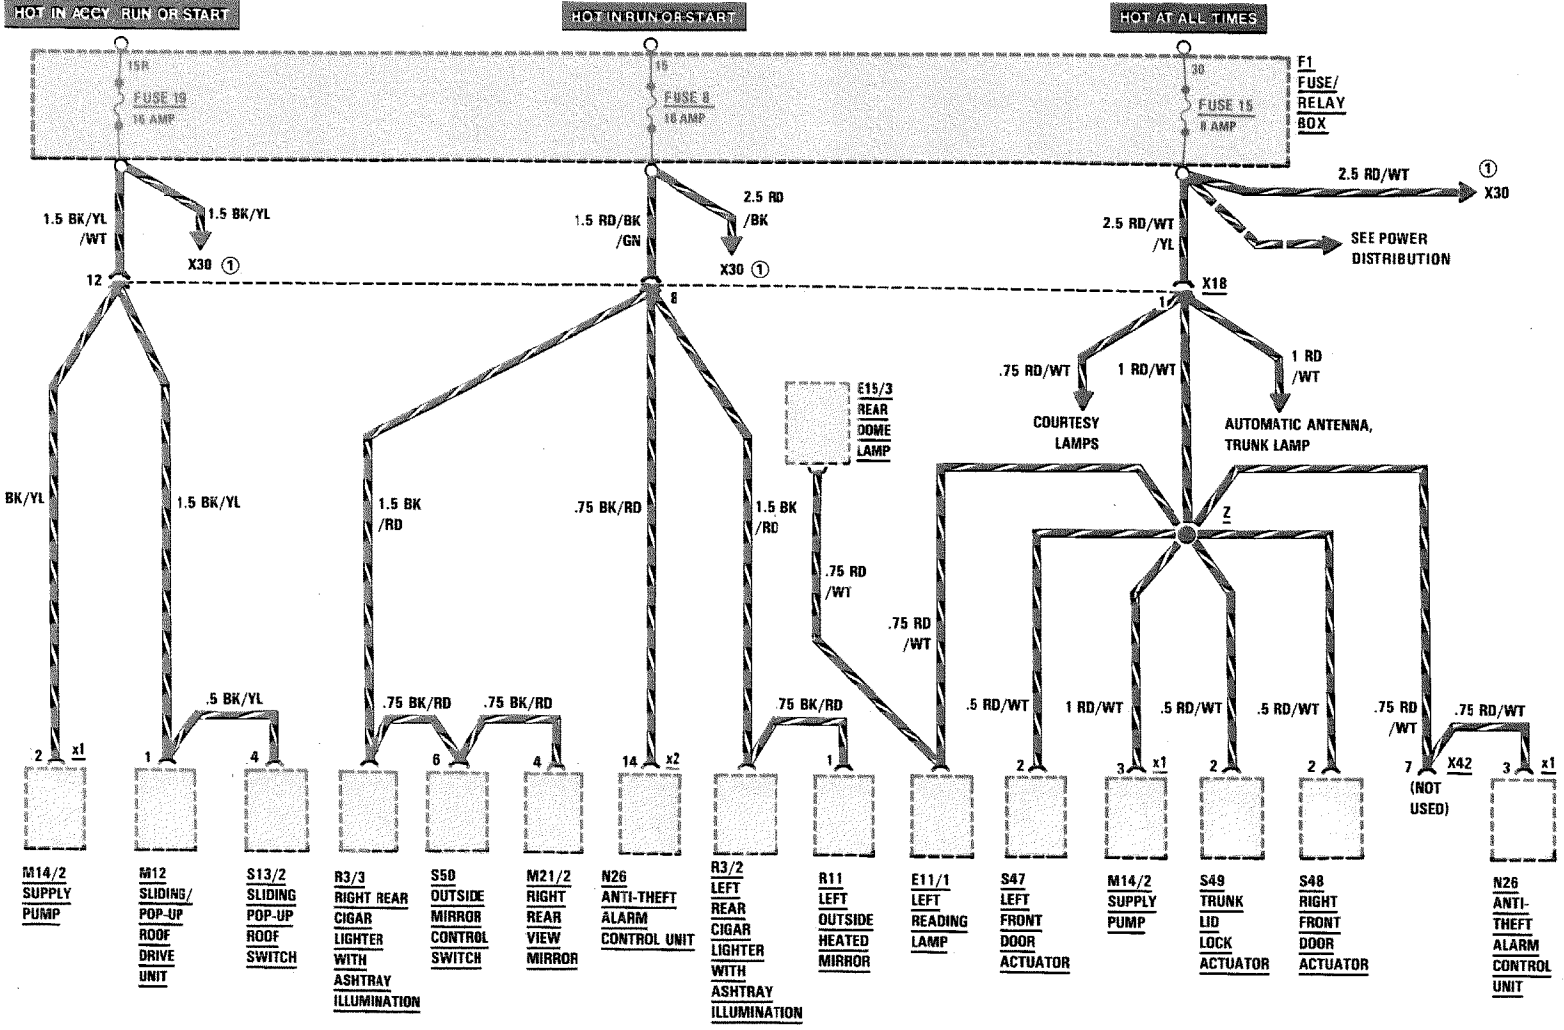 HOT IN ACCY RUN OR START
HOT IN RUN OR START
HOT AT ALL TIMES
15R
FUSE 19
16 AMP
15
FUSE 8
16 AMP
30
FUSE 15
8 AMP
F1
FUSE/
RELAY
BOX
1.5 BK/YL
/WT
1.5 BK/YL
X30 ①
1.5 RD/BK
/GN
2.5 RD
/BK
X30 ①
2.5 RD/WT
/YL
2.5 RD/WT
①
X30
SEE POWER
DISTRIBUTION
12
8
1
X18
.75 RD/WT
1 RD/WT
1 RD
/WT
COURTESY
LAMPS
AUTOMATIC ANTENNA,
TRUNK LAMP
E15/3
REAR
DOME
LAMP
BK/YL
1.5 BK/YL
1.5 BK
/RD
.75 BK/RD
1.5 BK
/RD
.75 RD
/WT
.75 RD
/WT
Z
.5 BK/YL
.75 BK/RD
.75 BK/RD
.75 BK/RD
.5 RD/WT
1 RD/WT
.5 RD/WT
.5 RD/WT
.75 RD
/WT
.75 RD/WT
2
x1
1
4
6
4
14
x2
1
2
3
x1
2
2
7
X42
(NOT
USED)
3
x1
M14/2
SUPPLY
PUMP
M12
SLIDING/
POP-UP
ROOF
DRIVE
UNIT
S13/2
SLIDING
POP-UP
ROOF
SWITCH
R3/3
RIGHT REAR
CIGAR
LIGHTER
WITH
ASHTRAY
ILLUMINATION
S50
OUTSIDE
MIRROR
CONTROL
SWITCH
M21/2
RIGHT
REAR
VIEW
MIRROR
N26
ANTI-THEFT
ALARM
CONTROL UNIT
R3/2
LEFT
REAR
CIGAR
LIGHTER
WITH
ASHTRAY
ILLUMINATION
R11
LEFT
OUTSIDE
HEATED
MIRROR
E11/1
LEFT
READING
LAMP
S47
LEFT
FRONT
DOOR
ACTUATOR
M14/2
SUPPLY
PUMP
S49
TRUNK
LID
LOCK
ACTUATOR
S48
RIGHT
FRONT
DOOR
ACTUATOR
N26
ANTI-
THEFT
ALARM
CONTROL
UNIT